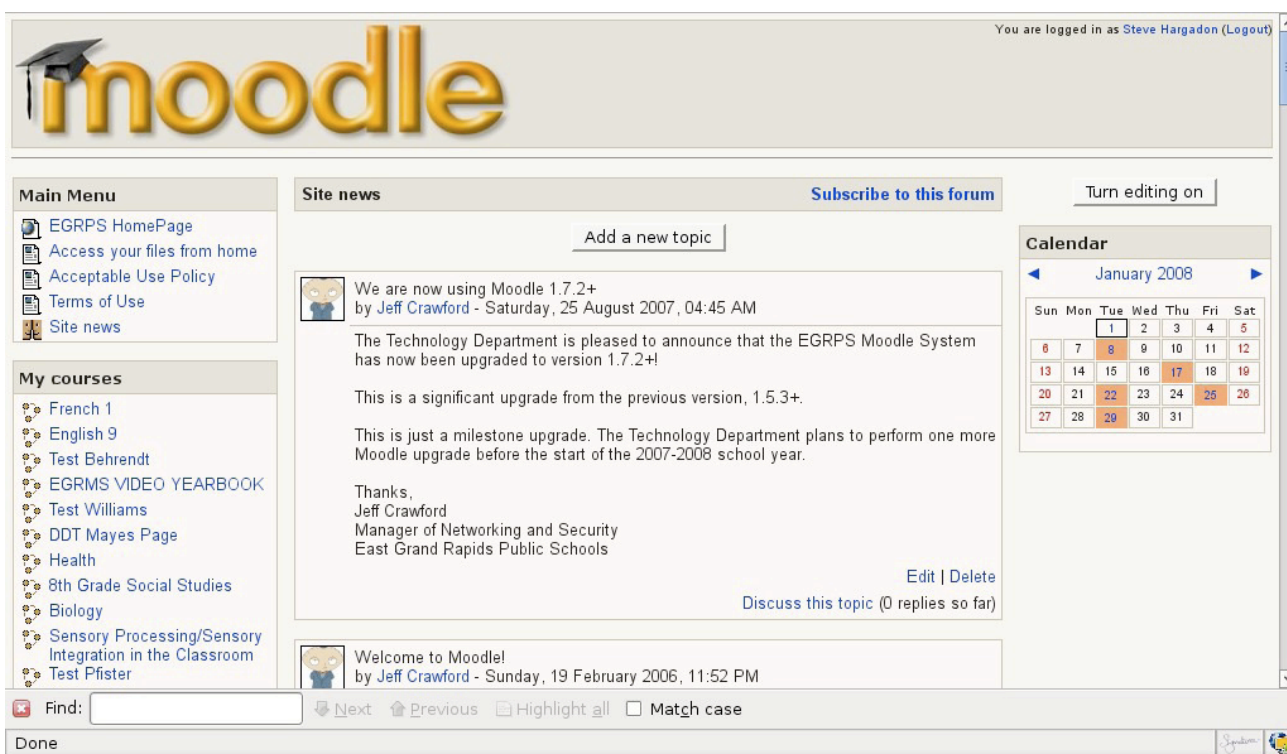 moodle
You are logged in as Steve Hargadon (Logout)
Main Menu
EGRPS HomePage
Access your files from home
Acceptable Use Policy
Terms of Use
Site news
My courses
French 1
English 9
Test Behrendt
EGRMS VIDEO YEARBOOK
Test Williams
DDT Mayes Page
Health
8th Grade Social Studies
Biology
Sensory Processing/Sensory
Integration in the Classroom
Test Pfister
Site news Subscribe to this forum
Add a new topic
We are now using Moodle 1.7.2+
by Jeff Crawford - Saturday, 25 August 2007, 04:45 AM
The Technology Department is pleased to announce that the EGRPS Moodle System
has now been upgraded to version 1.7.2+!
This is a significant upgrade from the previous version, 1.5.3+.
This is just a milestone upgrade. The Technology Department plans to perform one more
Moodle upgrade before the start of the 2007-2008 school year.
Thanks,
Jeff Crawford
Manager of Networking and Security
East Grand Rapids Public Schools
Edit | Delete
Discuss this topic (0 replies so far)
Welcome to Moodle!
by Jeff Crawford - Sunday, 19 February 2006, 11:52 PM
Turn editing on
Calendar
◀ January 2008 ▶
Sun Mon Tue Wed Thu Fri Sat
1 2 3 4 5
6 7 8 9 10 11 12
13 14 15 16 17 18 19
20 21 22 23 24 25 26
27 28 29 30 31
Find: Next Previous Highlight all Match case
Done